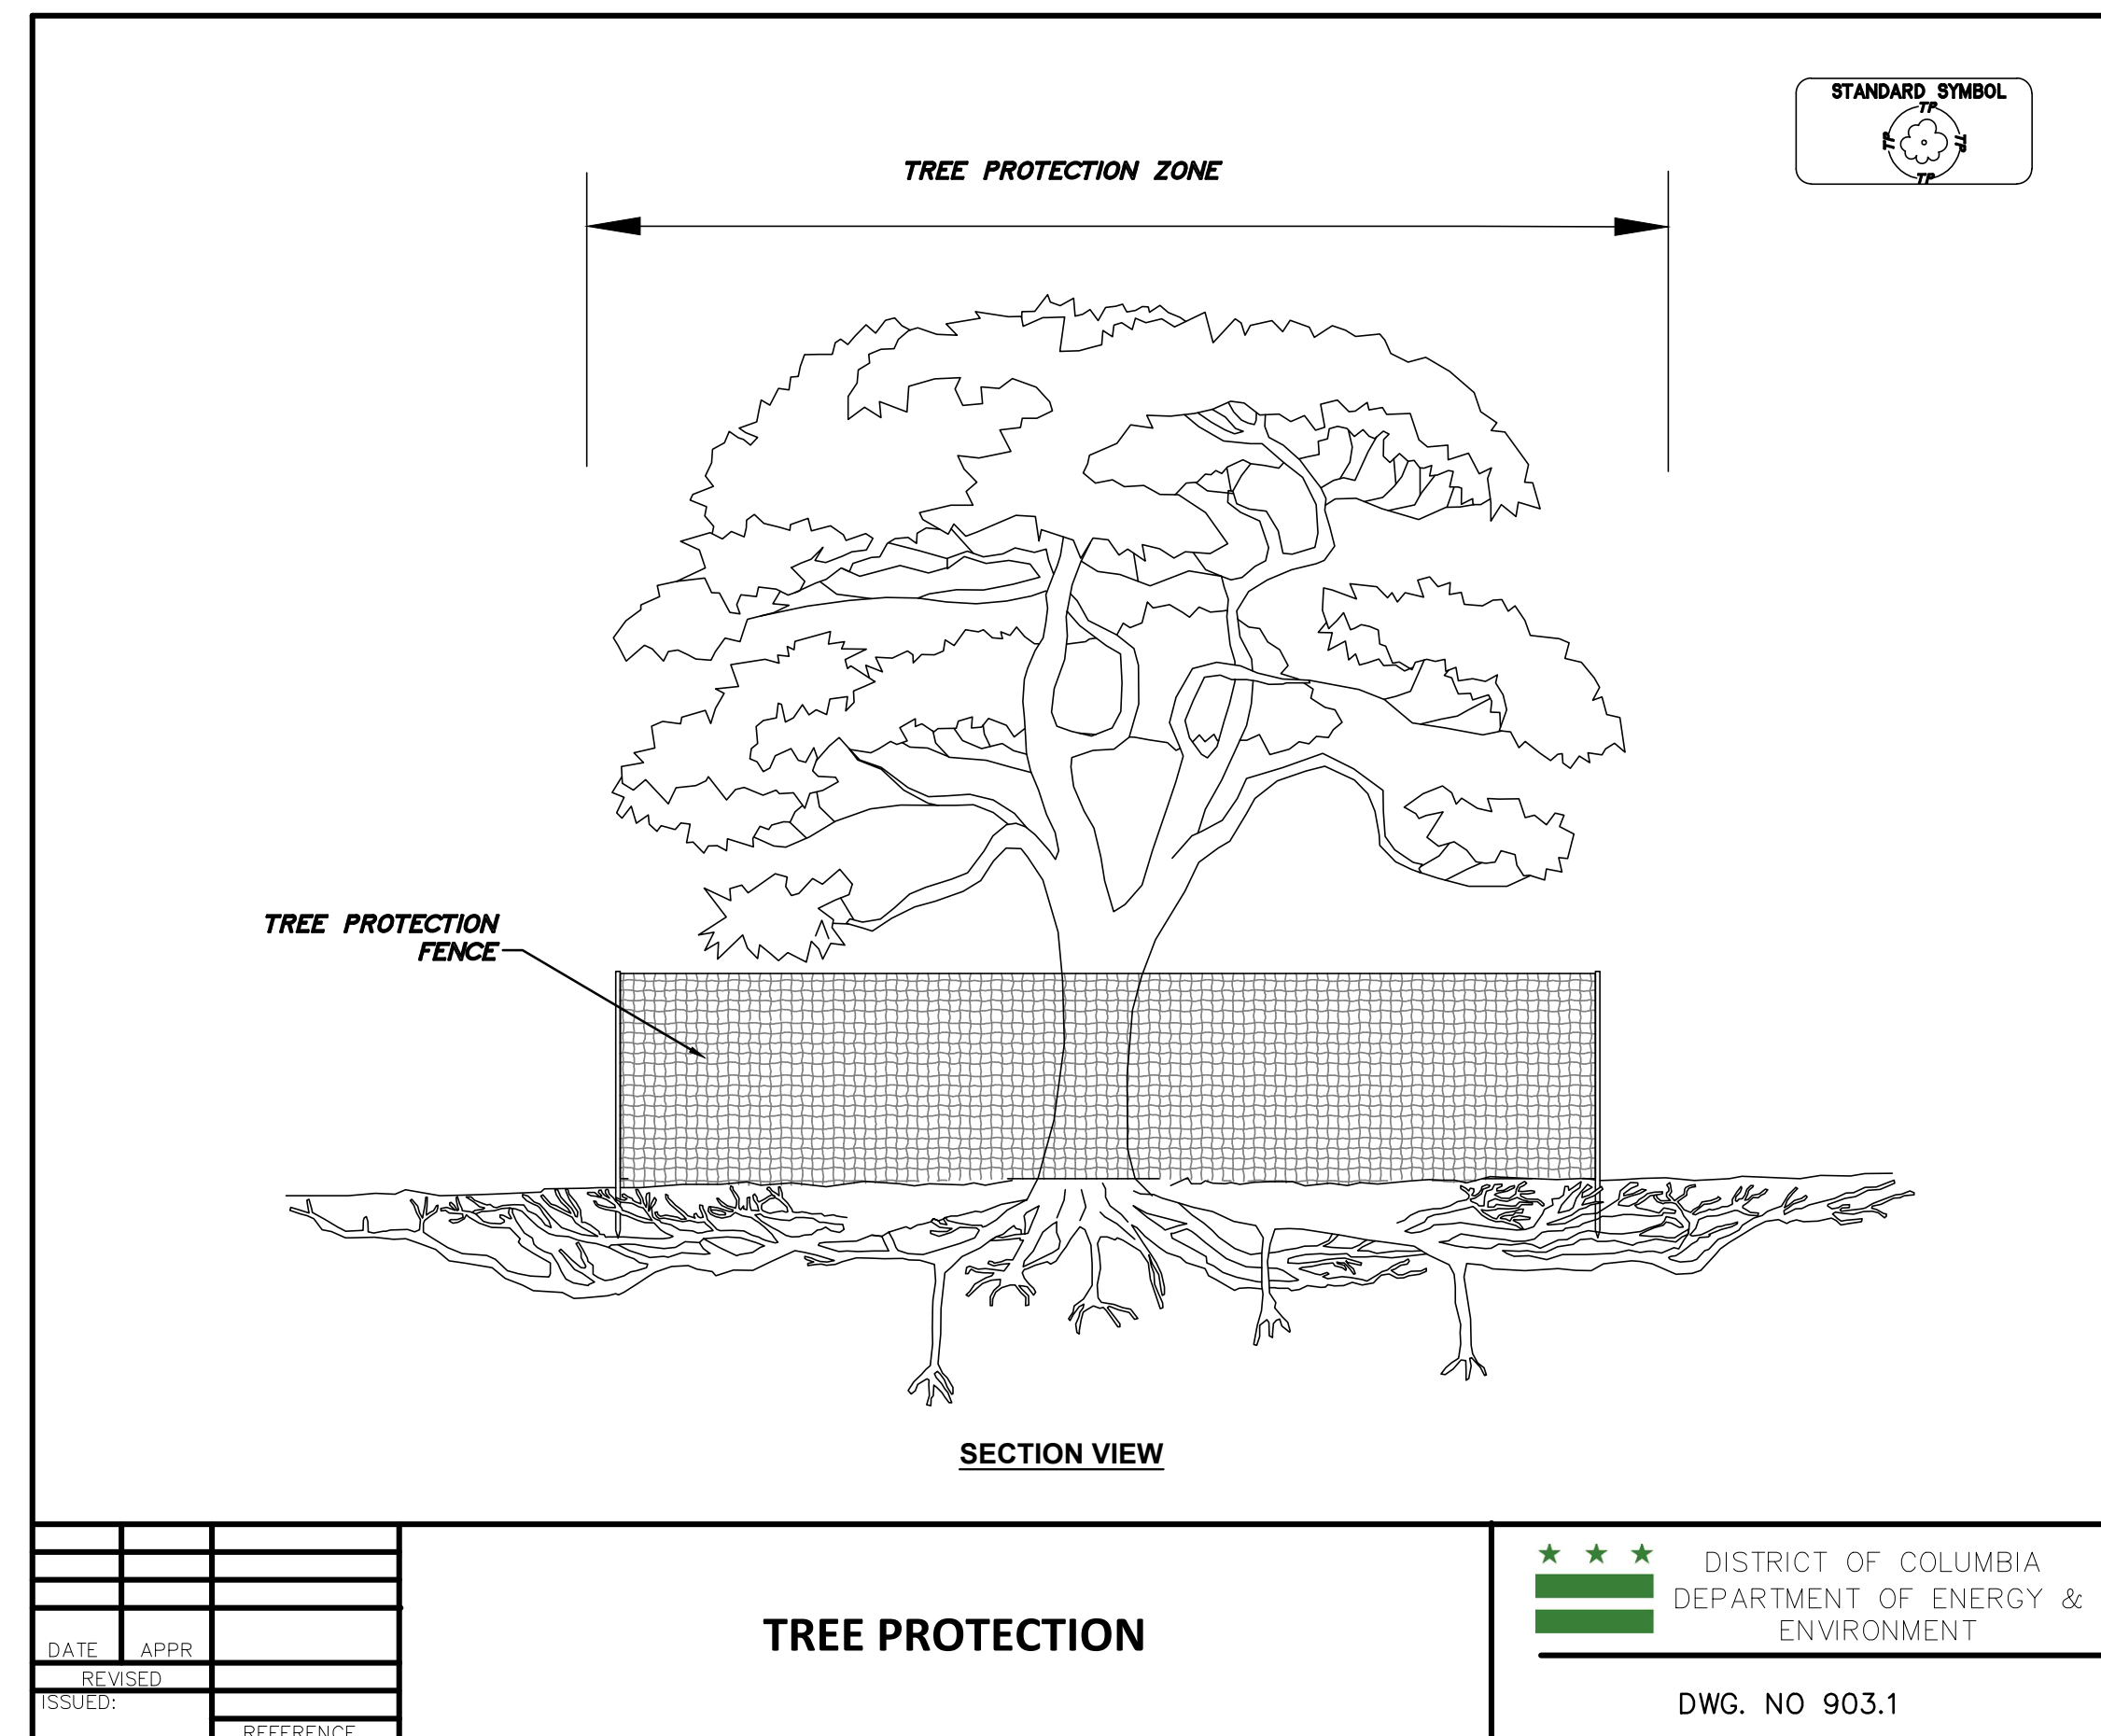 STANDARD SYMBOL
TP
TP
TP
TP
TREE PROTECTION ZONE
TREE PROTECTION
FENCE
SECTION VIEW
DATE APPR
REVISED
ISSUED:
REFERENCE
TREE PROTECTION
DISTRICT OF COLUMBIA
DEPARTMENT OF ENERGY &
ENVIRONMENT
DWG. NO 903.1